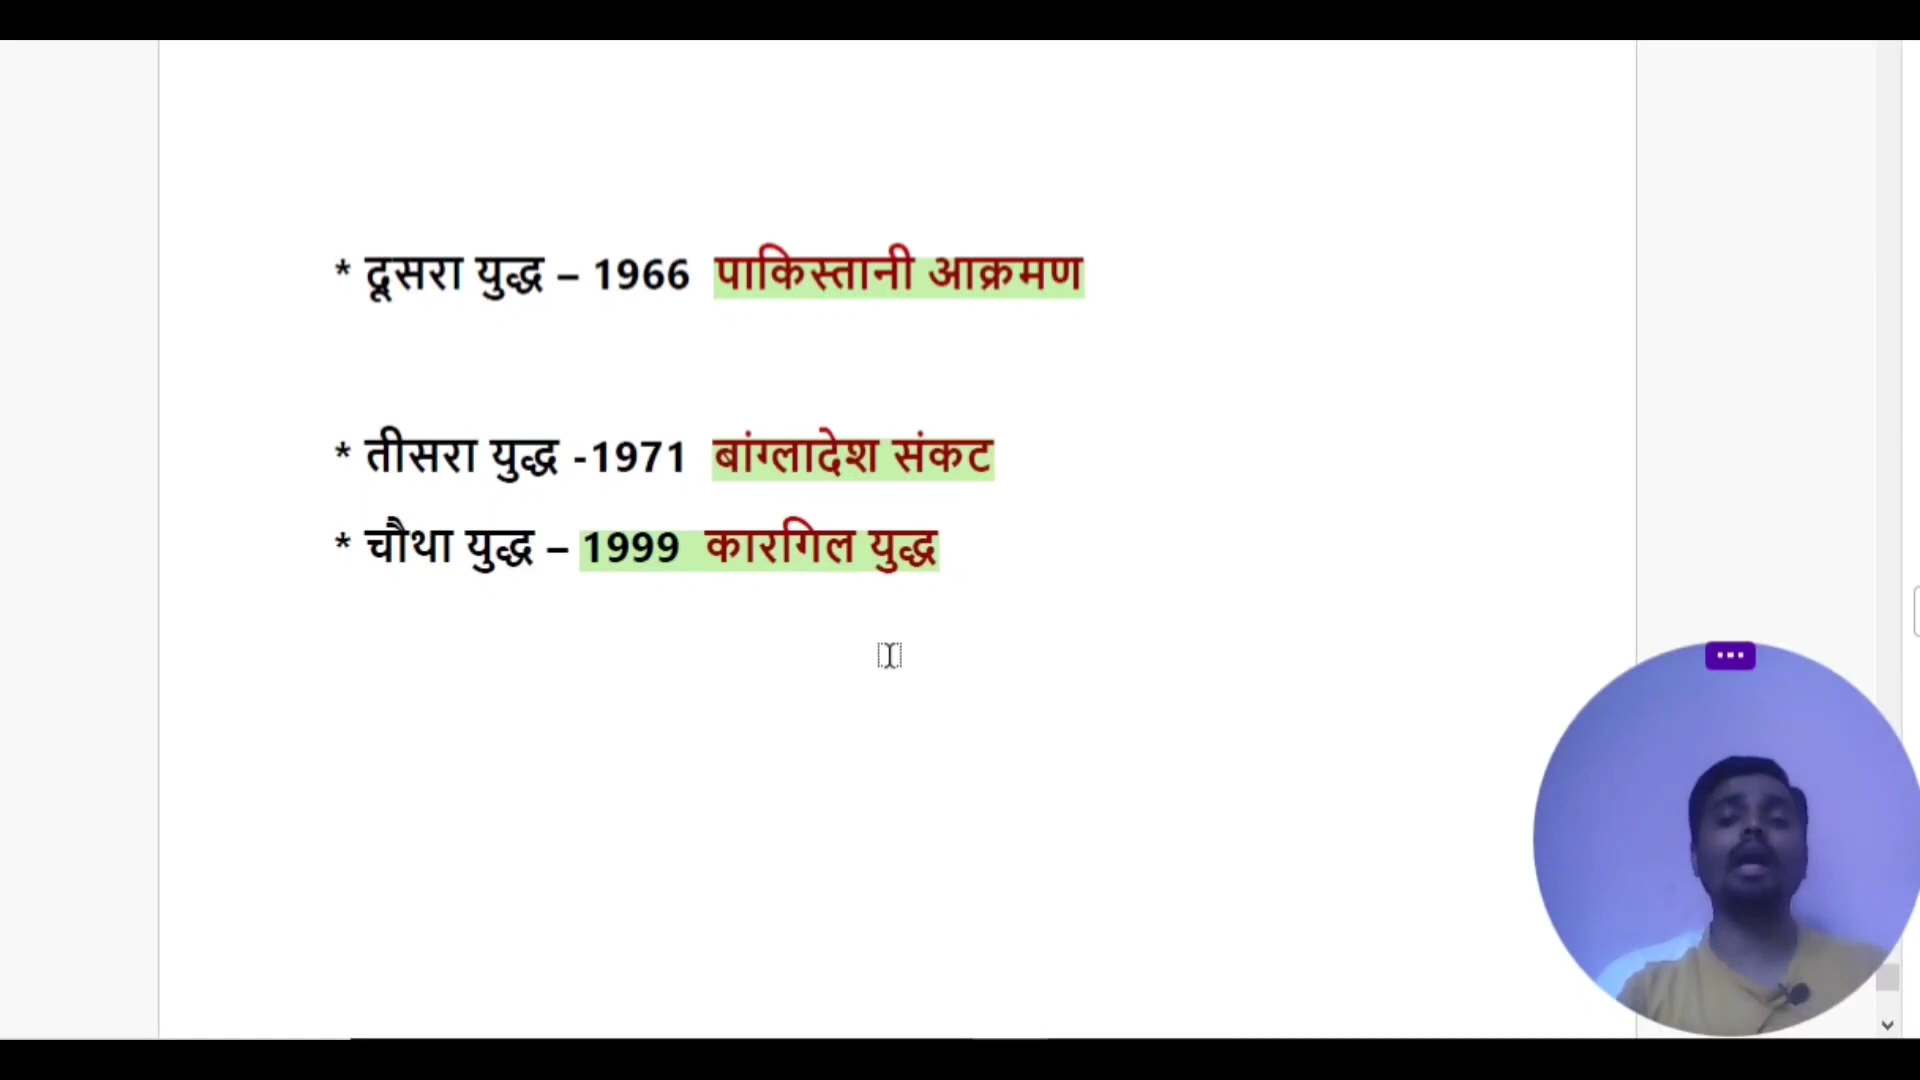 * दूसरा युद्ध – 1966 पाकिस्तानी आक्रमण
* तीसरा युद्ध -1971 बांग्लादेश संकट
* चौथा युद्ध – 1999 कारगिल युद्ध